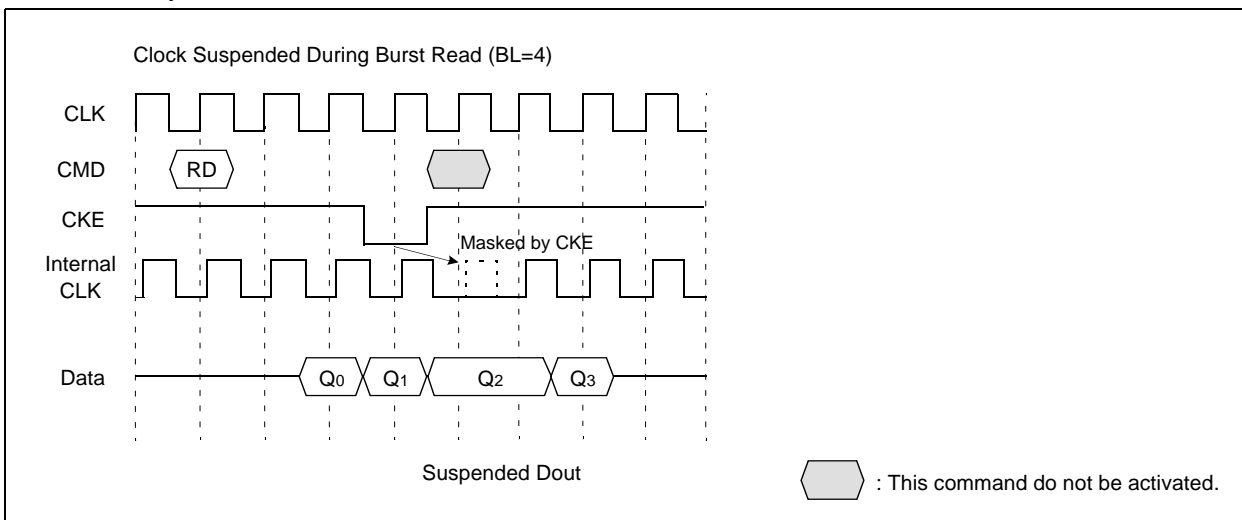 Clock Suspended During Burst Read (BL=4)
CLK
CMD
RD
CKE
Masked by CKE
Internal
CLK
Data
Q0
Q1
Q2
Q3
Suspended Dout
: This command do not be activated.